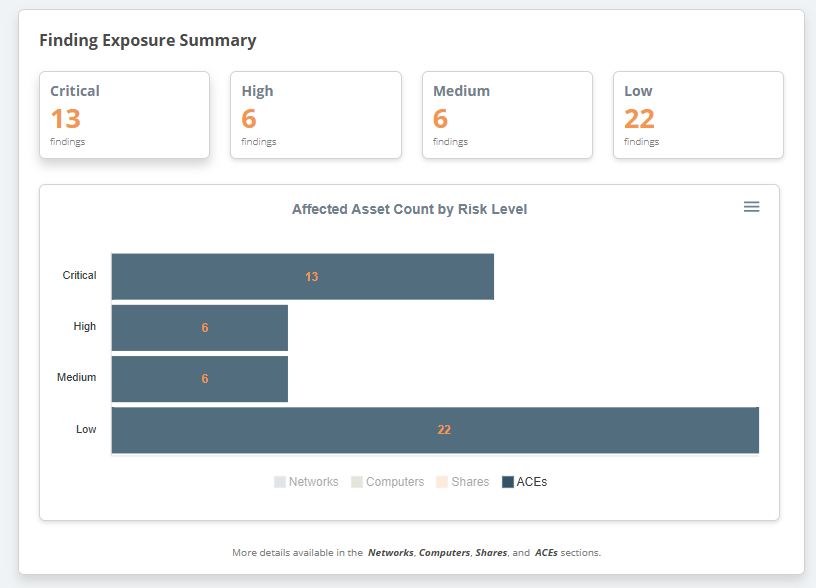 Finding Exposure Summary
Critical
13
findings
High
6
findings
Medium
6
findings
Low
22
findings
Affected Asset Count by Risk Level
Critical
13
High
6
Medium
6
Low
22
Networks Computers Shares ACEs
More details available in the Networks, Computers, Shares, and ACEs sections.